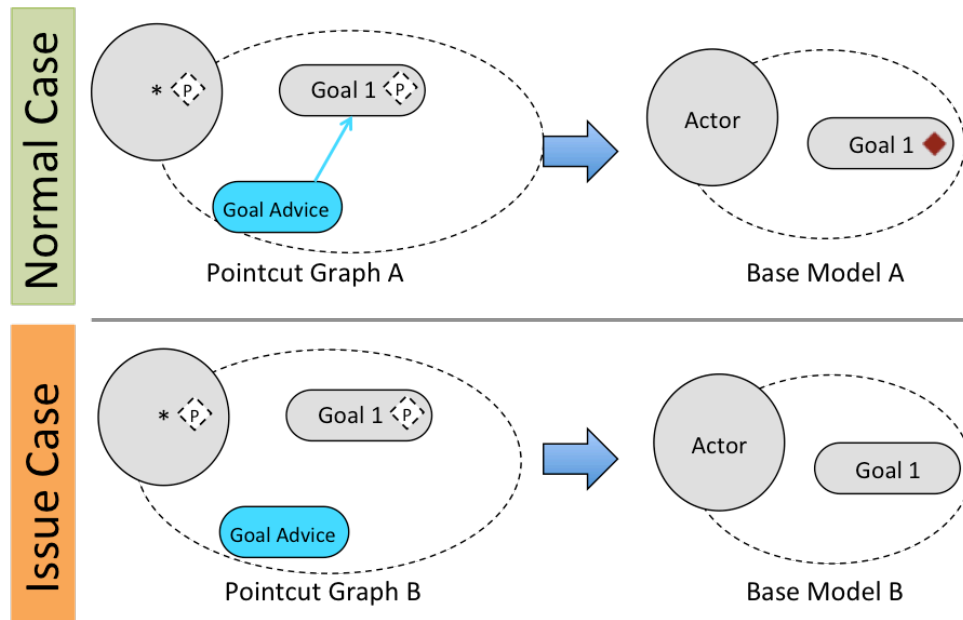 Normal Case
* P
Goal 1 P
Goal Advice
Pointcut Graph A
Actor
Goal 1
Base Model A
Issue Case
* P
Goal 1 P
Goal Advice
Pointcut Graph B
Actor
Goal 1
Base Model B